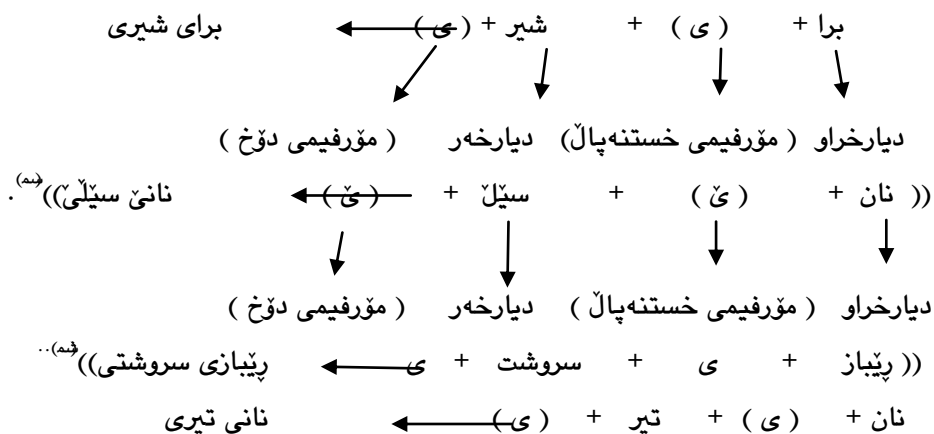 برا + ( ی ) + شیر + ( ی ) ← برای شیری
دیارخراو ( مۆرفیمی خستنەپاڵ) دیارخەر ( مۆرفیمی دۆخ )
(( نان + ( ێ ) + سێڵ + ( ێ ) ← نانێ سێڵێ)) .
دیارخراو ( مۆرفیمی خستنەپاڵ ) دیارخەر ( مۆرفیمی دۆخ )
(( ڕێباز + ی + سروشت + ی ← ڕێبازی سروشتی)) ..
نان + ( ی ) + تیر + ( ی ) ← نانی تیری